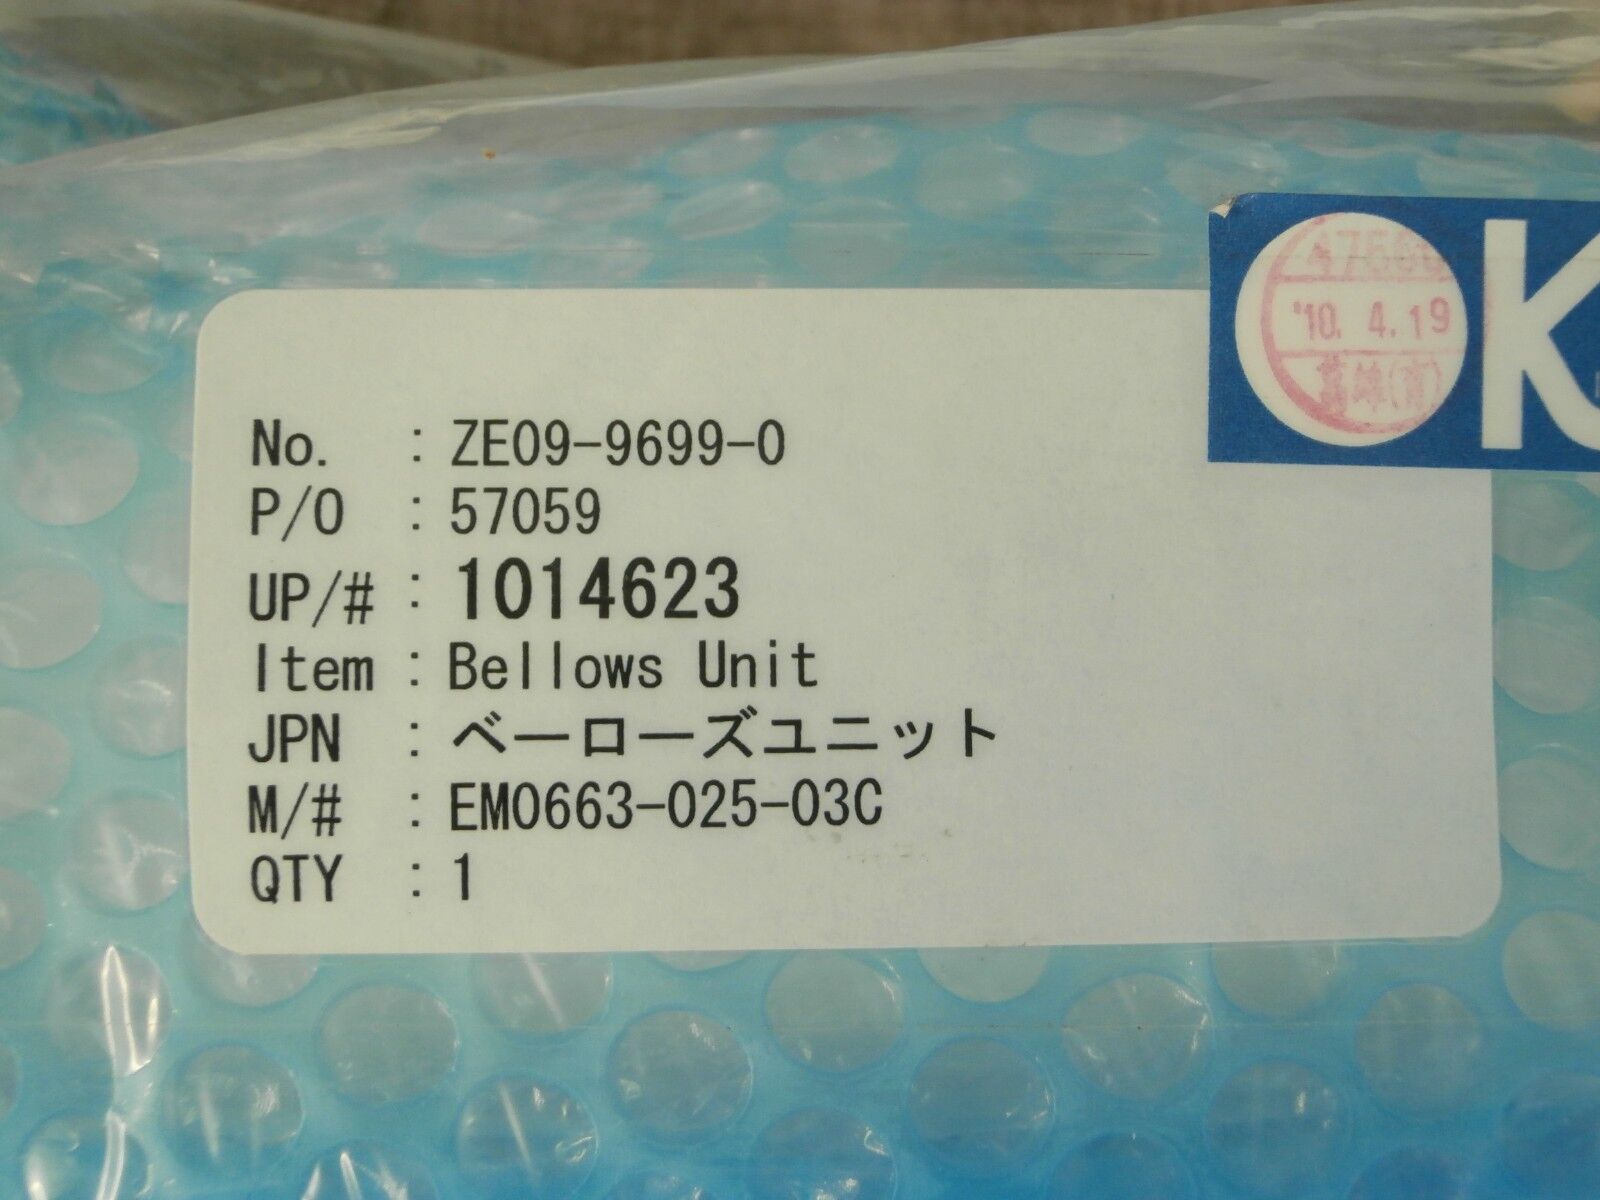 OK
'10. 4.19
No. : ZE09-9699-0
P/O : 57059
UP/# : 1014623
Item : Bellows Unit
JPN : ベーローズユニット
M/# : EM0663-025-03C
QTY : 1